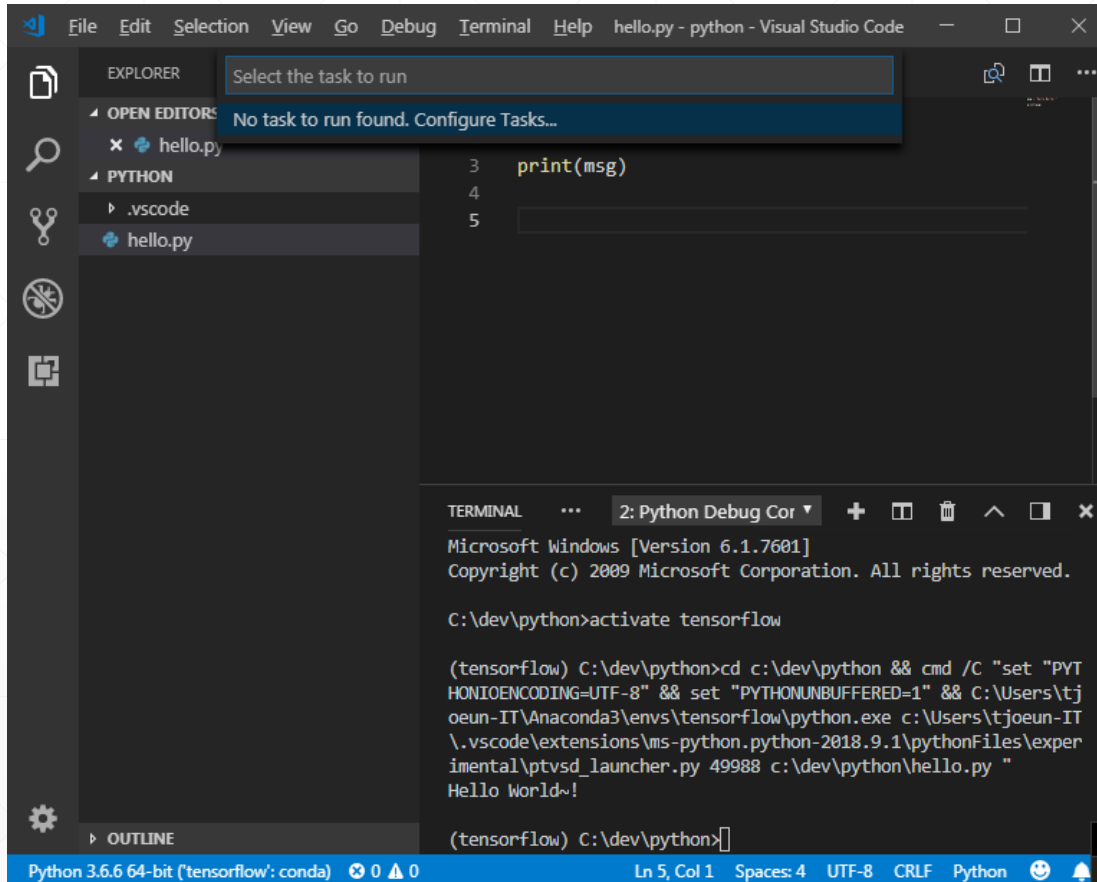 File Edit Selection View Go Debug Terminal Help hello.py - python - Visual Studio Code
EXPLORER
Select the task to run
No task to run found. Configure Tasks...
OPEN EDITORS
hello.py
PYTHON
.vscode
hello.py
3 print(msg)
4
5
TERMINAL ... 2: Python Debug Cor
Microsoft Windows [Version 6.1.7601]
Copyright (c) 2009 Microsoft Corporation. All rights reserved.
C:\dev\python>activate tensorflow
(tensorflow) C:\dev\python>cd c:\dev\python && cmd /C "set "PYT
HONIOENCODING=UTF-8" && set "PYTHONUNBUFFERED=1" && C:\Users\tj
oeun-IT\Anaconda3\envs\tensorflow\python.exe c:\Users\tjoeun-IT
\.vscode\extensions\ms-python.python-2018.9.1\pythonFiles\exper
imental\ptvsd_launcher.py 49988 c:\dev\python\hello.py "
Hello World~!
(tensorflow) C:\dev\python>
OUTLINE
Python 3.6.6 64-bit ('tensorflow': conda) 0 0 Ln 5, Col 1 Spaces: 4 UTF-8 CRLF Python